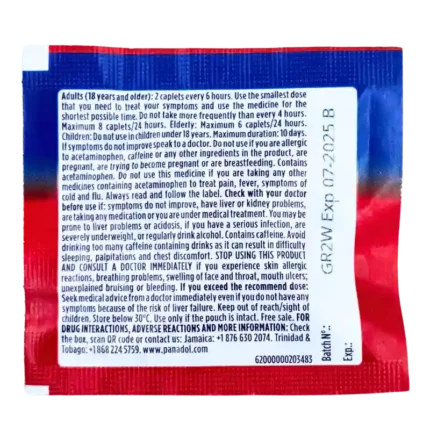 Adults (18 years and older): 2 caplets every 6 hours. Use the smallest dose
that you need to treat your symptoms and use the medicine for the
shortest possible time. Do not take more frequently than every 4 hours.
Maximum 8 caplets/24 hours. Elderly: Maximum 6 caplets/24 hours.
Children: Do not use in children under 18 years. Maximum duration: 10 days.
If symptoms do not improve speak to a doctor. Do not use if you are allergic
to acetaminophen, caffeine or any other ingredients in the product, are
pregnant, are trying to become pregnant or are breastfeeding. Contains
acetaminophen. Do not use this medicine if you are taking any other
medicines containing acetaminophen to treat pain, fever, symptoms of
cold and flu. Always read and follow the label. Check with your doctor
before use if: symptoms do not improve, have liver or kidney problems,
are taking any medication or you are under medical treatment. You may be
prone to liver problems or acidosis, if you have a serious infection, are
severely underweight, or regularly drink alcohol. Contains caffeine. Avoid
drinking too many caffeine containing drinks as it can result in difficulty
sleeping, palpitations and chest discomfort. STOP USING THIS PRODUCT
AND CONSULT A DOCTOR IMMEDIATELY if you experience skin allergic
reactions, breathing problems, swelling of face and throat, mouth ulcers;
unexplained bruising or bleeding. If you exceed the recommend dose:
Seek medical advice from a doctor immediately even if you do not have any
symptoms because of the risk of liver failure. Keep out of reach/sight of
children. Store below 30°C. Use only if the pouch is intact. Free sale. FOR
DRUG INTERACTIONS, ADVERSE REACTIONS AND MORE INFORMATION: Check
the box, scan QR code or contact us: Jamaica: +1 876 630 2074. Trinidad &
Tobago: +1 868 224 5759. www.panadol.com
62000000203483
Batch N°.:
Exp.:
GR2W Exp 07-2025 B